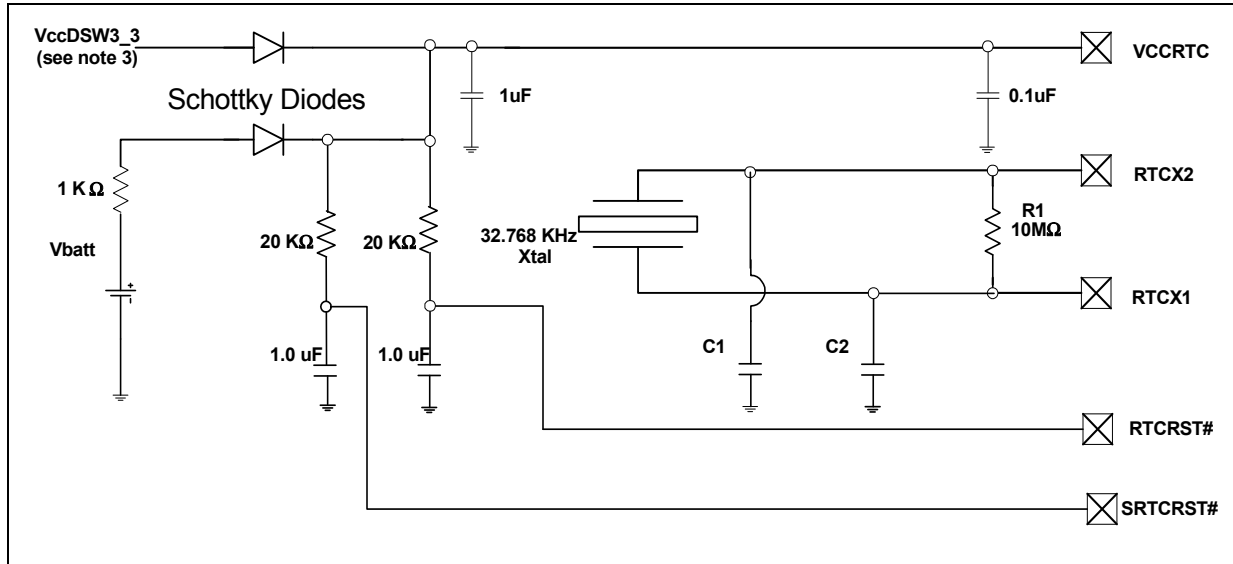 VccDSW3_3
(see note 3)
VCCRTC
Schottky Diodes
1uF
0.1uF
RTCX2
1 KΩ
R1
10MΩ
20 KΩ
20 KΩ
32.768 KHz
Xtal
Vbatt
+
-
RTCX1
1.0 uF
1.0 uF
C1
C2
RTCRST#
SRTCRST#